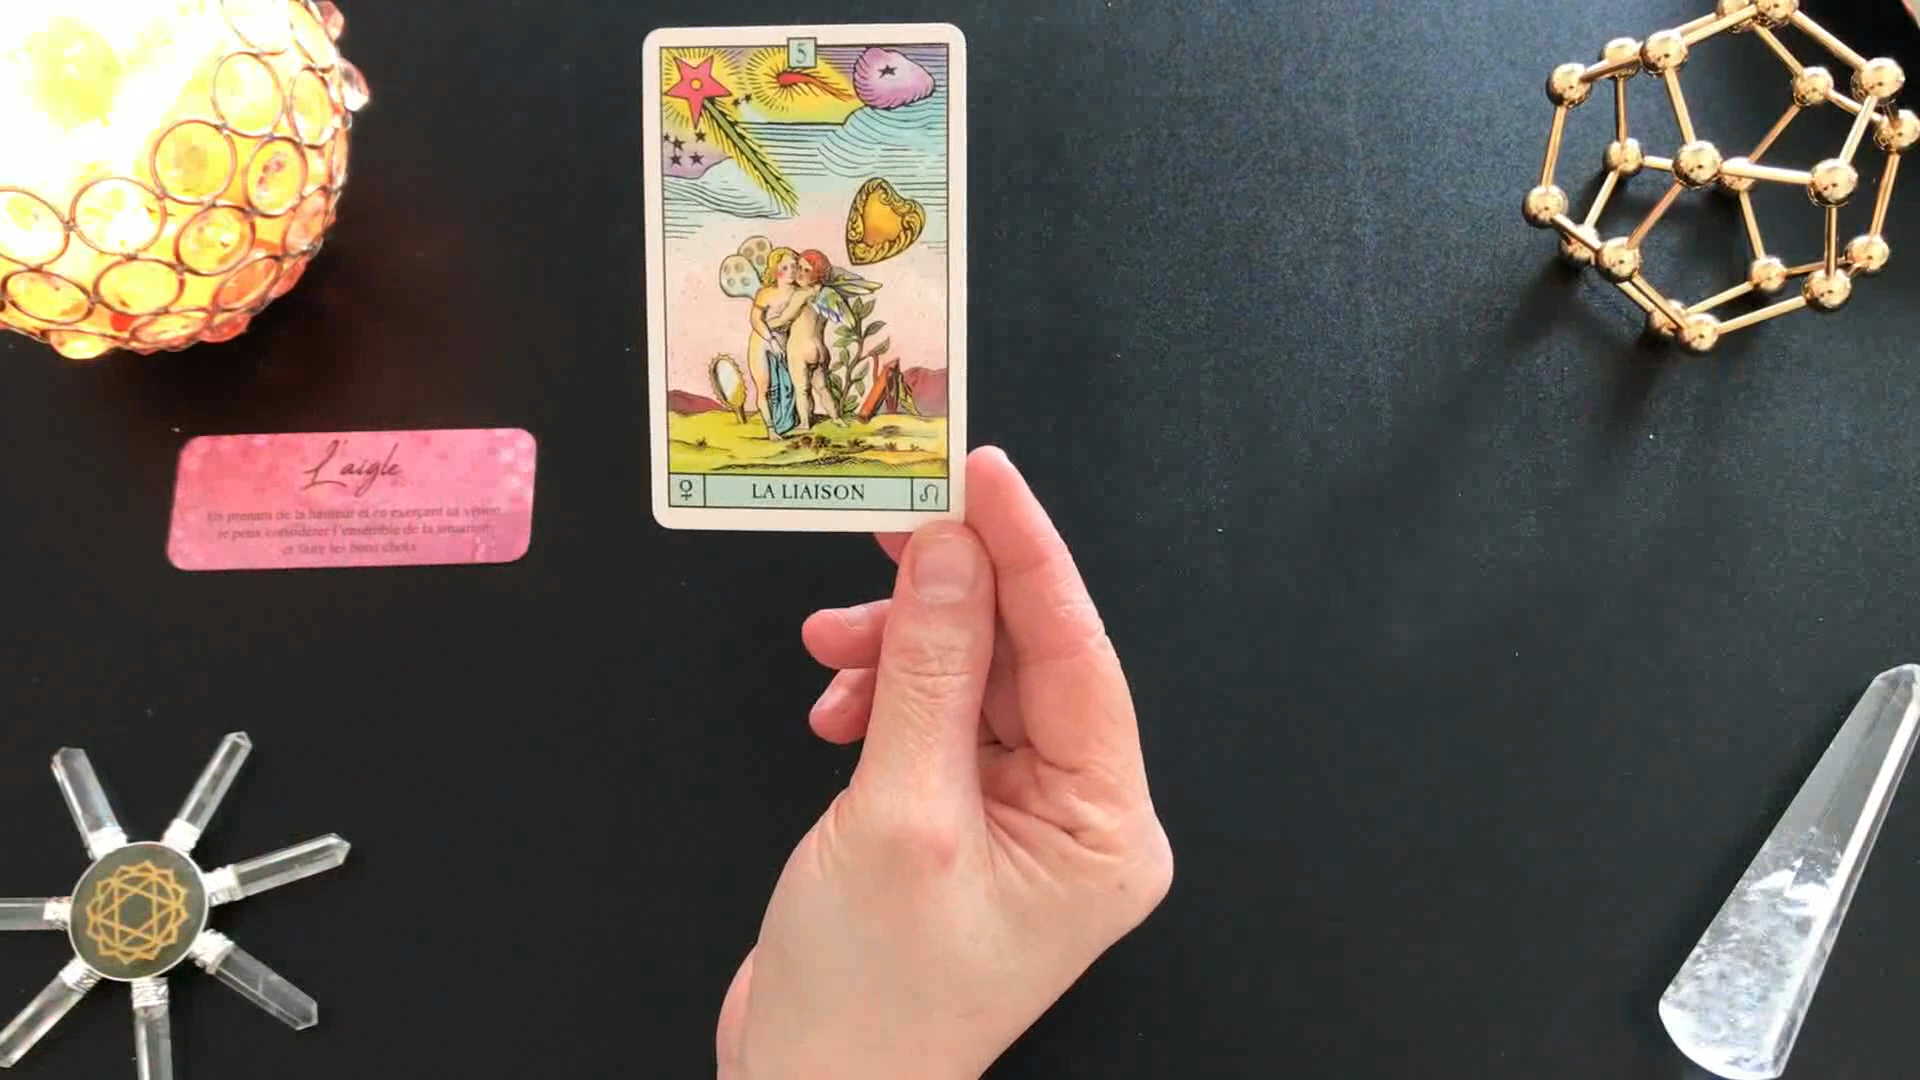 5
LA LIAISON
L'aigle
En prenant de la hauteur et en exerçant ma vision,
je peux considérer l'ensemble de la situation
et faire les bons choix